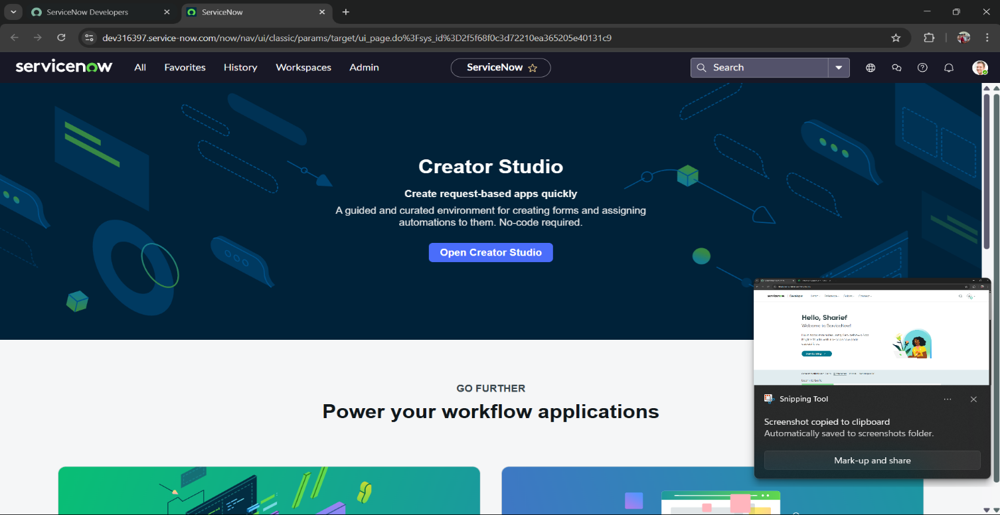 ServiceNow Developers
ServiceNow
dev316397.service-now.com/now/nav/ui/classic/params/target/ui_page.do%3Fsys_id%3D2f5f68f0c3d72210ea365205e40131c9
servicenow
All
Favorites
History
Workspaces
Admin
ServiceNow
Search
Creator Studio
Create request-based apps quickly
A guided and curated environment for creating forms and assigning
automations to them. No-code required.
Open Creator Studio
GO FURTHER
Power your workflow applications
Hello, Sharief
Welcome to ServiceNow!
Snipping Tool
Screenshot copied to clipboard
Automatically saved to screenshots folder.
Mark-up and share